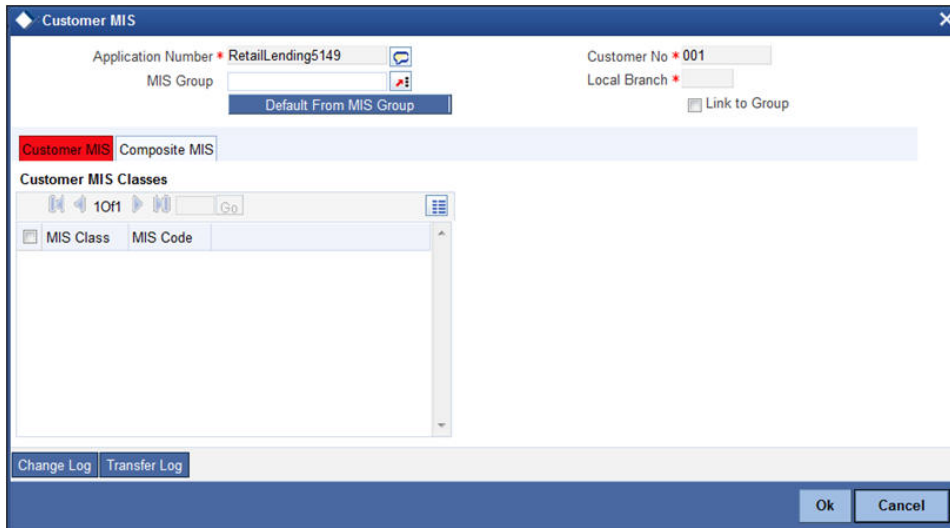 Customer MIS
Application Number * RetailLending5149
Customer No * 001
MIS Group
Local Branch *
Default From MIS Group
Link to Group
Customer MIS Composite MIS
Customer MIS Classes
1Of1 Go
MIS Class MIS Code
Change Log Transfer Log
Ok Cancel